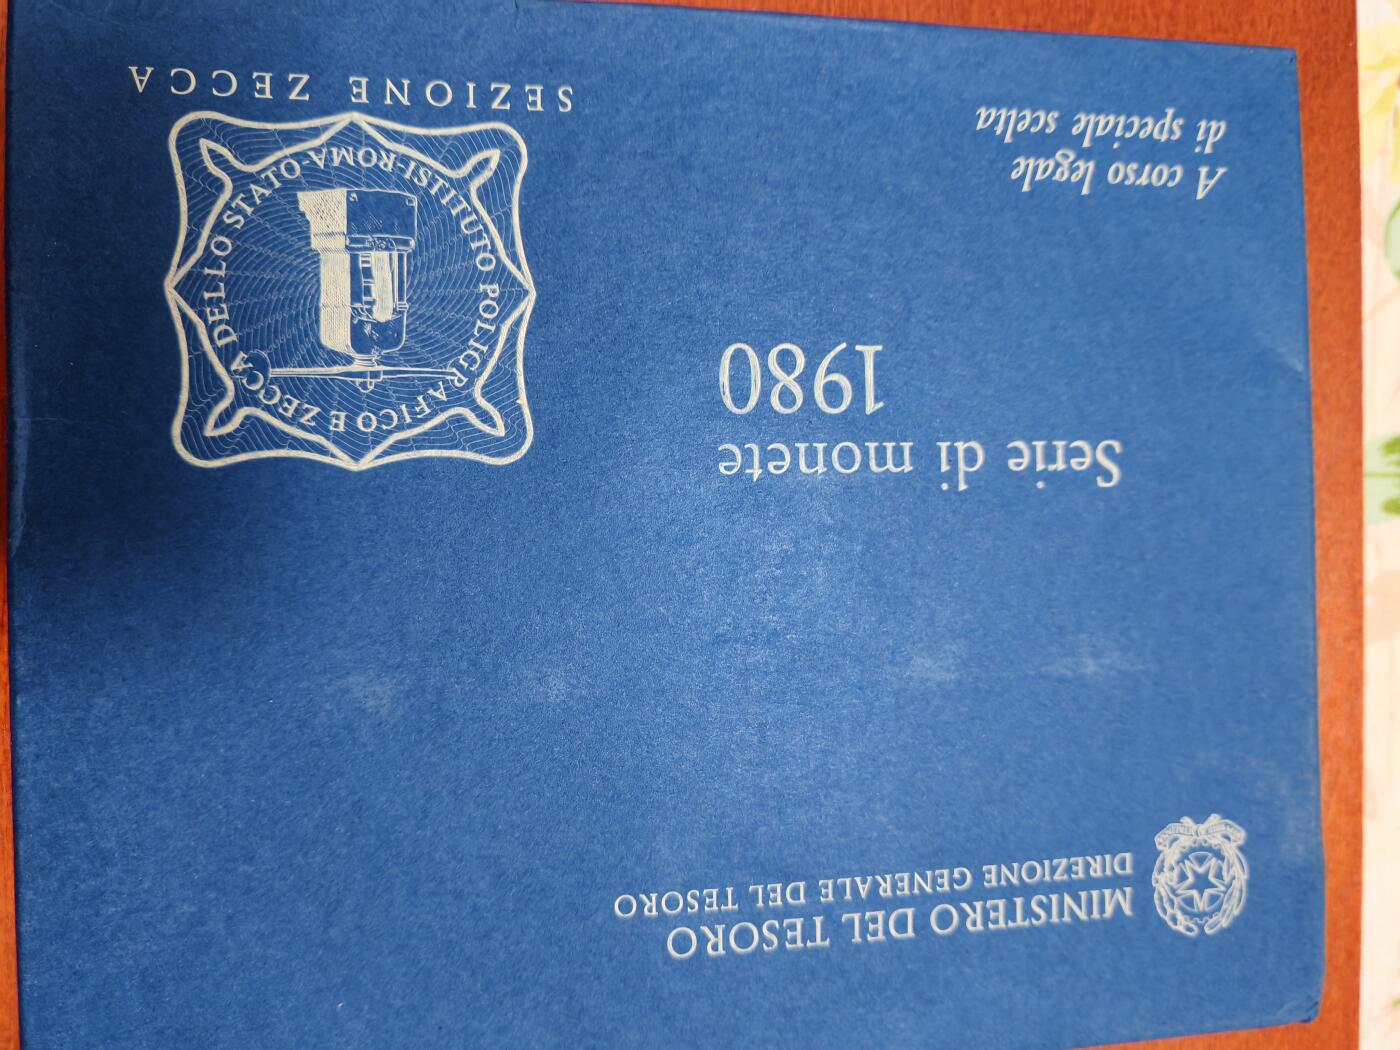 MINISTERO DEL TESORO
DIREZIONE GENERALE DEL TESORO
Serie di monete
1980
A corso legale
di speciale scelta
ISTITUTO POLIGRAFICO E ZECCA DELLO STATO-ROMA-
SEZIONE ZECCA